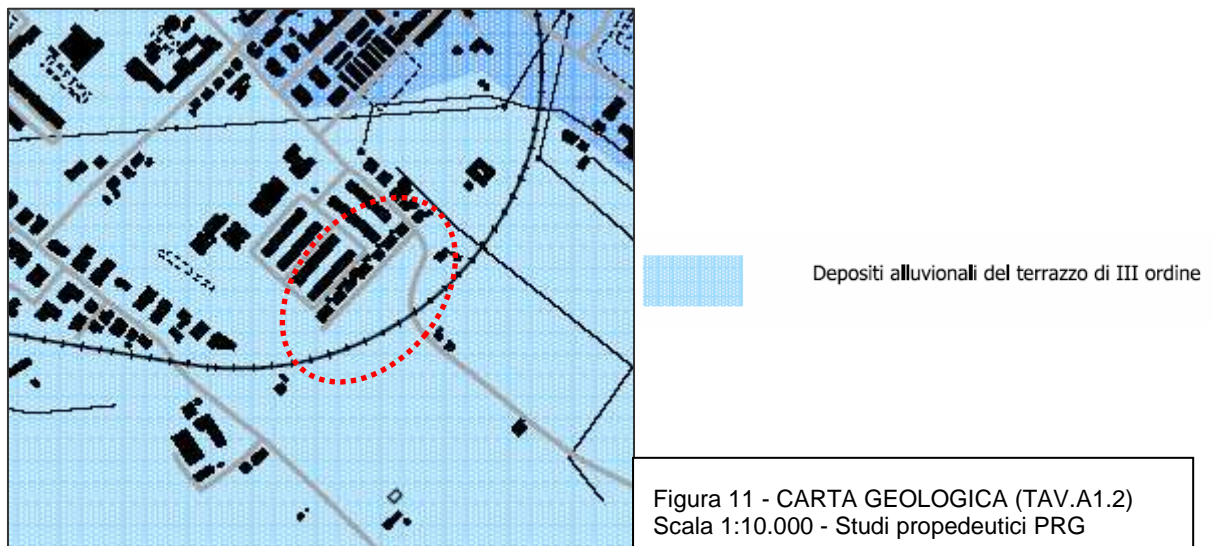 Depositi alluvionali del terrazzo di III ordine
Figura 11 - CARTA GEOLOGICA (TAV.A1.2)
Scala 1:10.000 - Studi propedeutici PRG